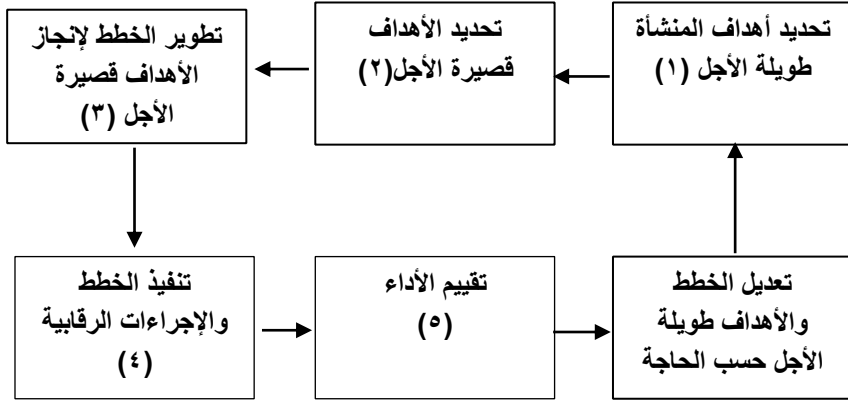 تحديد أهداف المنشأة
طويلة الأجل (١)
تحديد الأهداف
قصيرة الأجل(٢)
تطوير الخطط لإنجاز
الأهداف قصيرة
الأجل (٣)
تنفيذ الخطط
والإجراءات الرقابية
(٤)
تقييم الأداء
(٥)
تعديل الخطط
والأهداف طويلة
الأجل حسب الحاجة